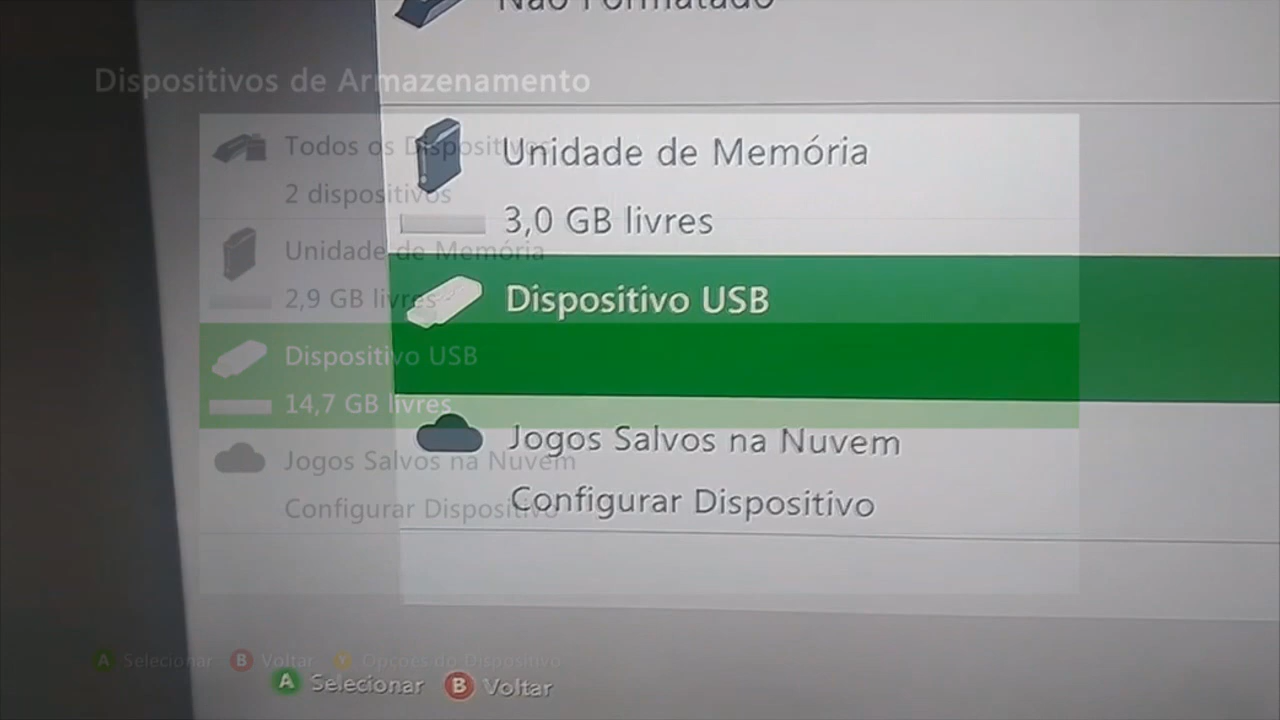 Não Formatado
Dispositivos de Armazenamento
Todos os Dispositivos
2 dispositivos
Unidade de Memória
2,9 GB livres
Dispositivo USB
14,7 GB livres
Jogos Salvos na Nuvem
Configurar Dispositivo
A Selecionar B Voltar Y Opções do Dispositivo
Unidade de Memória
3,0 GB livres
Dispositivo USB
Jogos Salvos na Nuvem
Configurar Dispositivo
A Selecionar B Voltar